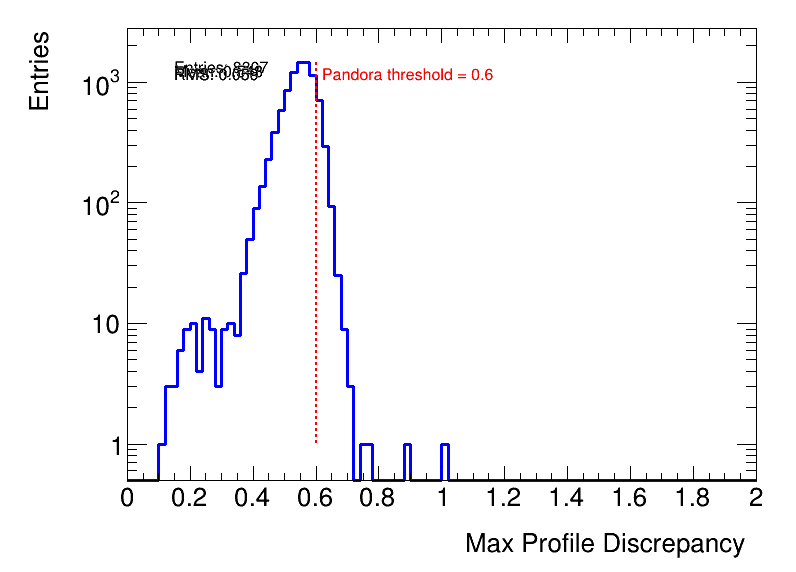 Entries
10³
10²
10
1
Pandora threshold = 0.6
0 0.2 0.4 0.6 0.8 1 1.2 1.4 1.6 1.8 2
Max Profile Discrepancy